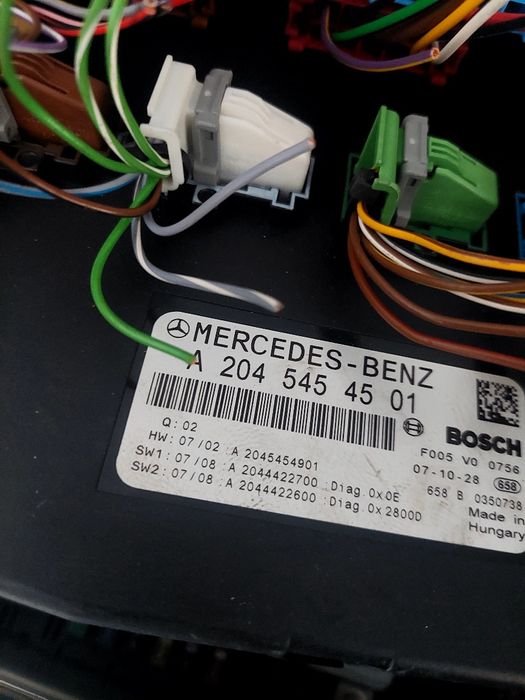 MERCEDES-BENZ
A 204 545 45 01
BOSCH
Q: 02
HW: 07/02 : A 2045454901
SW1: 07/08 : A 2044422700 :Diag.0x0E
SW2: 07/08 : A 2044422600 :Diag.0x2800D
F005 V0 0756
07-10-28 658
658 B 0350738
Made in
Hungary